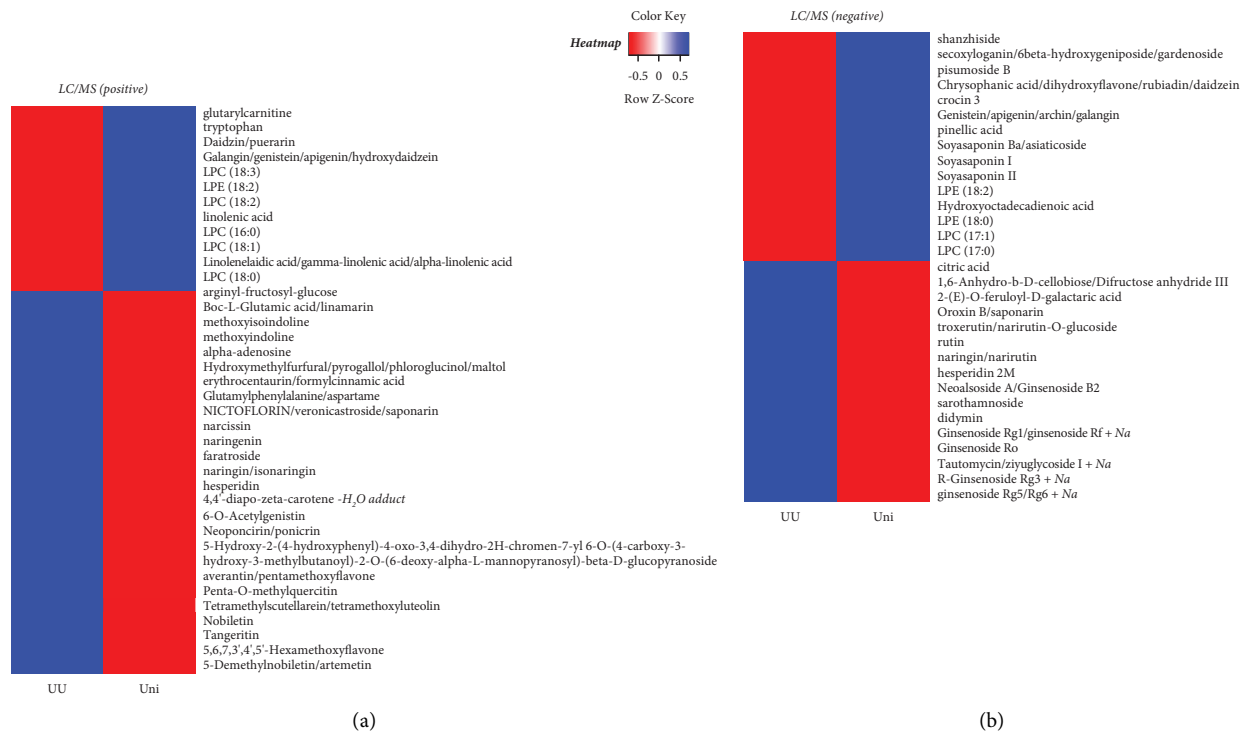 LC/MS (positive)
glutarylcarnitine
tryptophan
Daidzin/puerarin
Galangin/genistein/apigenin/hydroxydaidzein
LPC (18:3)
LPE (18:2)
LPC (18:2)
linolenic acid
LPC (16:0)
LPC (18:1)
Linolenelaidic acid/gamma-linolenic acid/alpha-linolenic acid
LPC (18:0)
arginyl-fructosyl-glucose
Boc-L-Glutamic acid/linamarin
methoxyisoindoline
methoxyindoline
alpha-adenosine
Hydroxymethylfurfural/pyrogallol/phloroglucinol/maltol
erythrocentaurin/formylcinnamic acid
Glutamylphenylalanine/aspartame
NICTOFLORIN/veronicastroside/saponarin
narcissin
naringenin
faratroside
naringin/isonaringin
hesperidin
4,4'-diapo-zeta-carotene -H₂O adduct
6-O-Acetylgenistin
Neoponcirin/ponicrin
5-Hydroxy-2-(4-hydroxyphenyl)-4-oxo-3,4-dihydro-2H-chromen-7-yl 6-O-(4-carboxy-3-
hydroxy-3-methylbutanoyl)-2-O-(6-deoxy-alpha-L-mannopyranosyl)-beta-D-glucopyranoside
averantin/pentamethoxyflavone
Penta-O-methylquercitin
Tetramethylscutellarein/tetramethoxyluteolin
Nobiletin
Tangeritin
5,6,7,3',4',5'-Hexamethoxyflavone
5-Demethylnobiletin/artemetin
UU Uni
(a)
Color Key
Heatmap
-0.5 0 0.5
Row Z-Score
LC/MS (negative)
shanzhiside
secoxyloganin/6beta-hydroxygeniposide/gardenoside
pisumoside B
Chrysophanic acid/dihydroxyflavone/rubiadin/daidzein
crocin 3
Genistein/apigenin/archin/galangin
pinellic acid
Soyasaponin Ba/asiaticoside
Soyasaponin I
Soyasaponin II
LPE (18:2)
Hydroxyoctadecadienoic acid
LPE (18:0)
LPC (17:1)
LPC (17:0)
citric acid
1,6-Anhydro-b-D-cellobiose/Difructose anhydride III
2-(E)-O-feruloyl-D-galactaric acid
Oroxin B/saponarin
troxerutin/narirutin-O-glucoside
rutin
naringin/narirutin
hesperidin 2M
Neoalsoside A/Ginsenoside B2
sarothamnoside
didymin
Ginsenoside Rg1/ginsenoside Rf + Na
Ginsenoside Ro
Tautomycin/ziyuglycoside I + Na
R-Ginsenoside Rg3 + Na
ginsenoside Rg5/Rg6 + Na
UU Uni
(b)